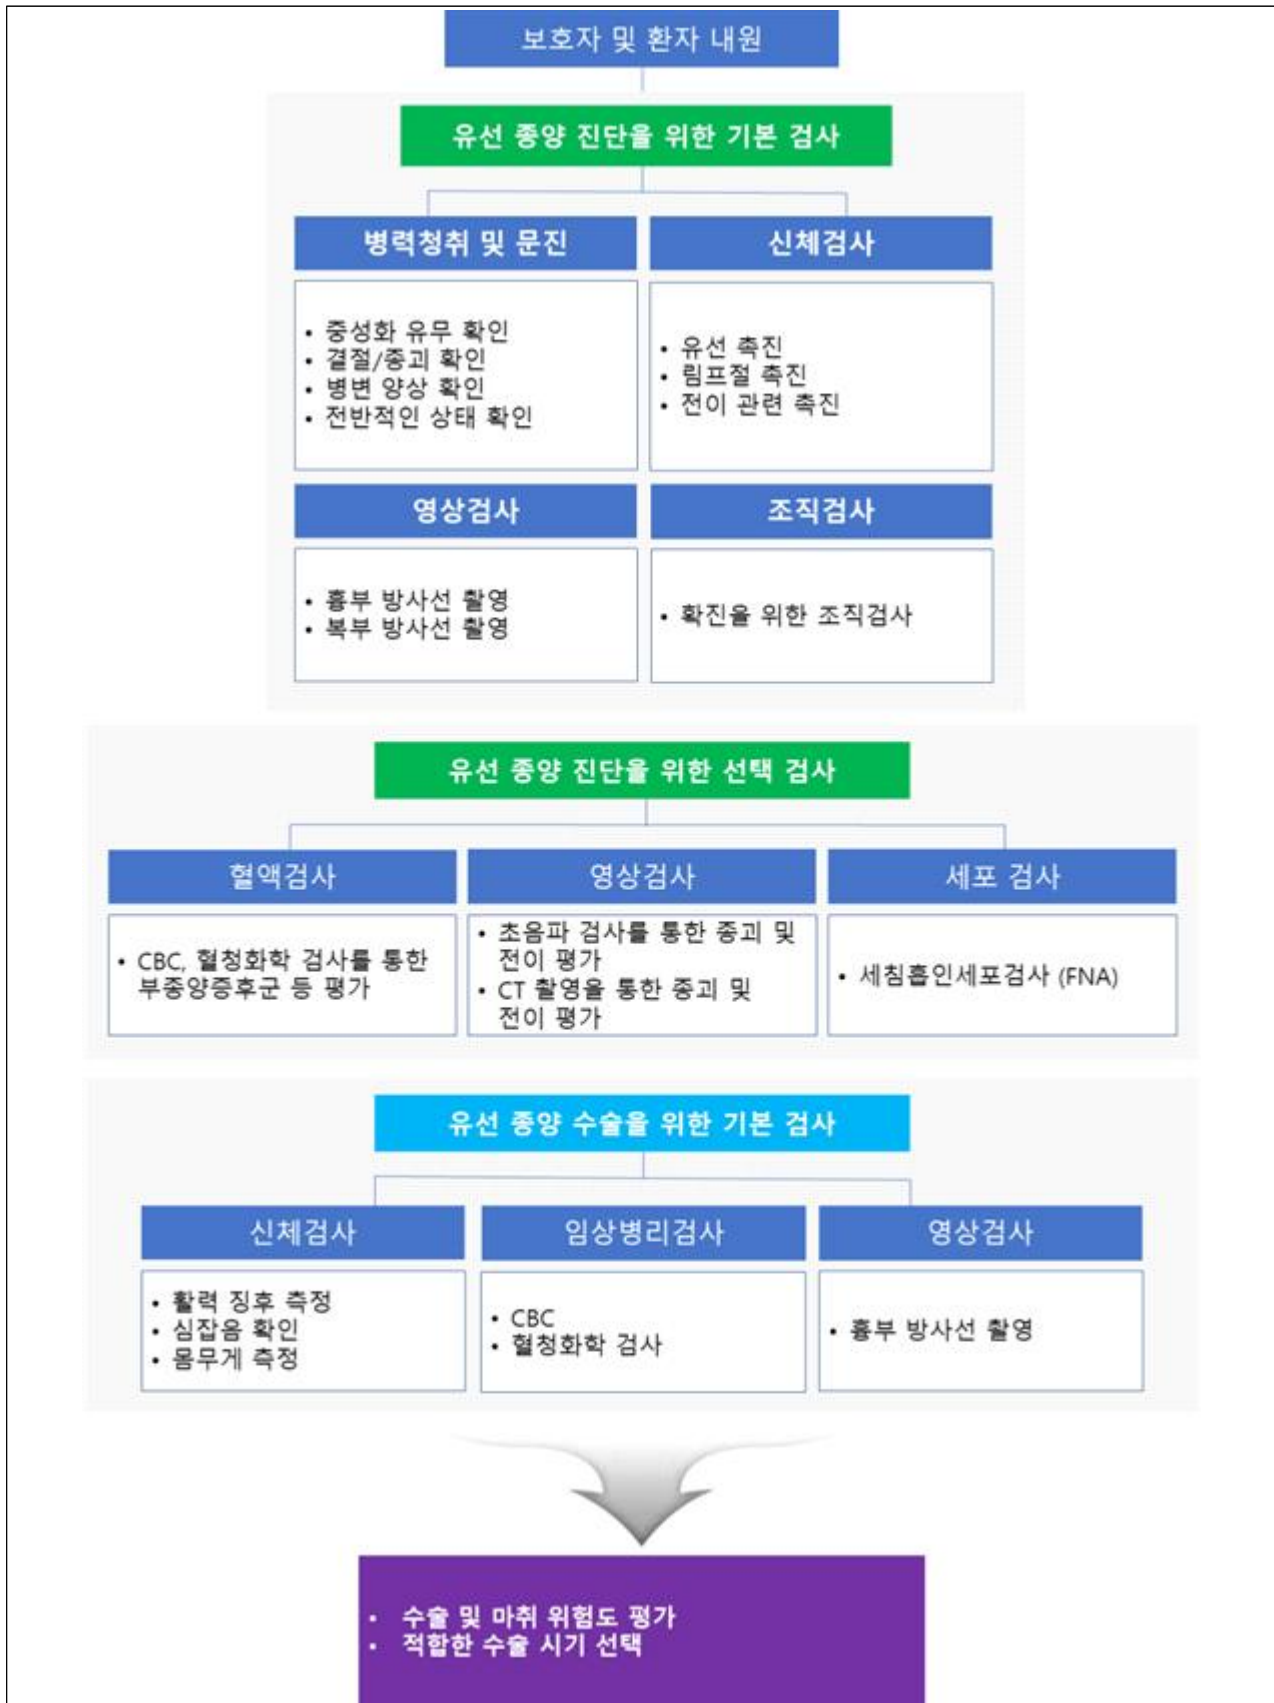 보호자 및 환자 내원
유선 종양 진단을 위한 기본 검사
병력청취 및 문진
• 중성화 유무 확인
• 결절/종괴 확인
• 병변 양상 확인
• 전반적인 상태 확인
신체검사
• 유선 촉진
• 림프절 촉진
• 전이 관련 촉진
영상검사
• 흉부 방사선 촬영
• 복부 방사선 촬영
조직검사
• 확진을 위한 조직검사
유선 종양 진단을 위한 선택 검사
혈액검사
• CBC, 혈청화학 검사를 통한
부종양증후군 등 평가
영상검사
• 초음파 검사를 통한 종괴 및
전이 평가
• CT 촬영을 통한 종괴 및
전이 평가
세포 검사
• 세침흡인세포검사 (FNA)
유선 종양 수술을 위한 기본 검사
신체검사
• 활력 징후 측정
• 심잡음 확인
• 몸무게 측정
임상병리검사
• CBC
• 혈청화학 검사
영상검사
• 흉부 방사선 촬영
• 수술 및 마취 위험도 평가
• 적합한 수술 시기 선택